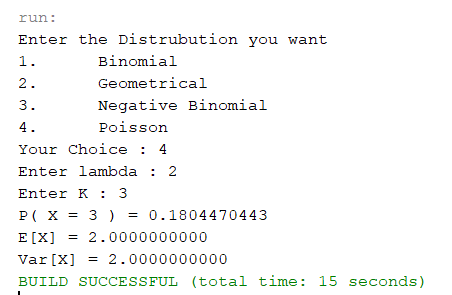 run:
Enter the Distrubution you want
1.      Binomial
2.      Geometrical
3.      Negative Binomial
4.      Poisson
Your Choice : 4
Enter lambda : 2
Enter K : 3
P( X = 3 ) = 0.1804470443
E[X] = 2.0000000000
Var[X] = 2.0000000000
BUILD SUCCESSFUL (total time: 15 seconds)